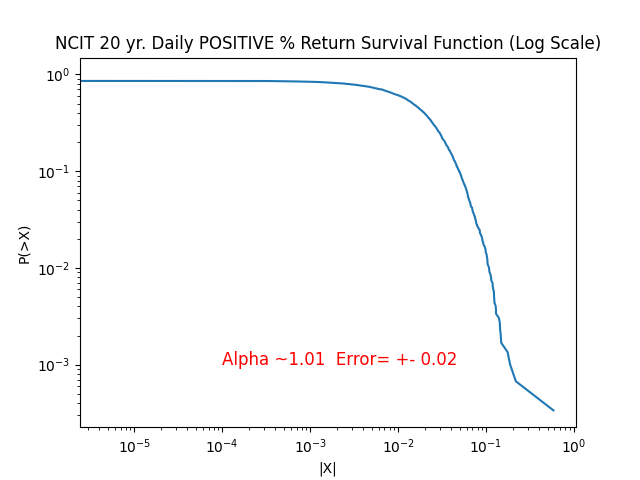 NCIT 20 yr. Daily POSITIVE % Return Survival Function (Log Scale)
10⁰
10⁻¹
10⁻²
10⁻³
P(>X)
Alpha ~1.01  Error= +- 0.02
10⁻⁵ 10⁻⁴ 10⁻³ 10⁻² 10⁻¹ 10⁰
|X|